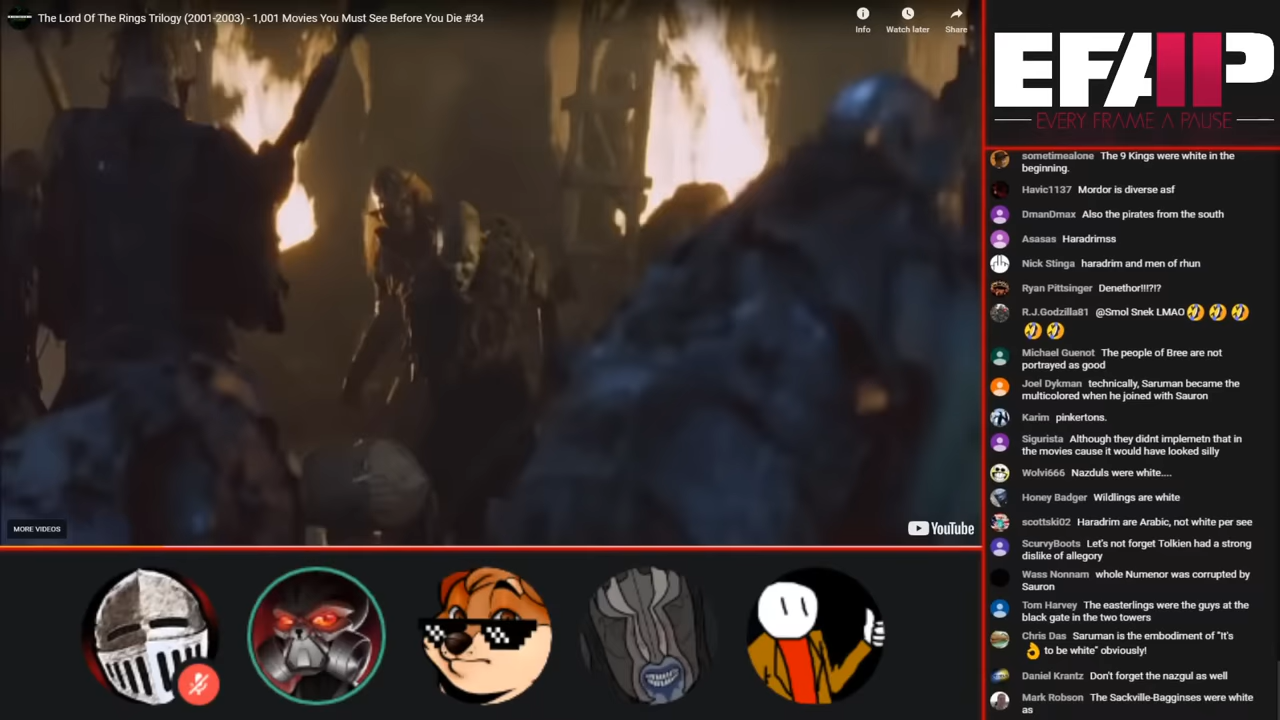 The Lord Of The Rings Trilogy (2001-2003) - 1,001 Movies You Must See Before You Die #34
Info
Watch later
Share
MORE VIDEOS
YouTube
EFAP
EVERY FRAME A PAUSE
sometimealone The 9 Kings were white in the
beginning.
Havic1137 Mordor is diverse asf
DmanDmax Also the pirates from the south
Asasas Haradrimss
Nick Stinga haradrim and men of rhun
Ryan Pittsinger Denethor!!!?!?
R.J.Godzilla81 @Smol Snek LMAO 🤣 🤣 🤣
🤣 🤣
Michael Guenot The people of Bree are not
portrayed as good
Joel Dykman technically, Saruman became the
multicolored when he joined with Sauron
Karim pinkertons.
Sigurista Although they didnt implemetn that in
the movies cause it would have looked silly
Wolvi666 Nazduls were white....
Honey Badger Wildlings are white
scottski02 Haradrim are Arabic, not white per see
ScurvyBoots Let's not forget Tolkien had a strong
dislike of allegory
Wass Nonnam whole Numenor was corrupted by
Sauron
Tom Harvey The easterlings were the guys at the
black gate in the two towers
Chris Das Saruman is the embodiment of "It's
👌 to be white" obviously!
Daniel Krantz Don't forget the nazgul as well
Mark Robson The Sackville-Bagginses were white
as